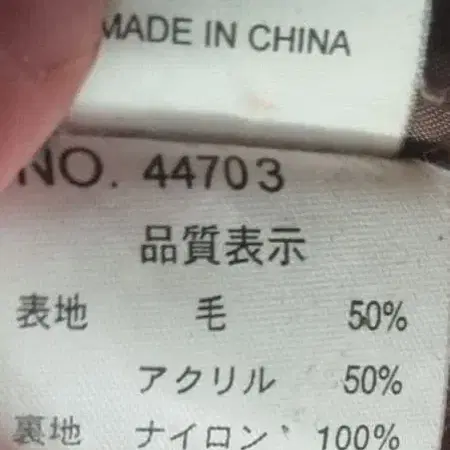 MADE IN CHINA
NO. 44703
品質表示
表地 毛 50%
アクリル 50%
裏地 ナイロン 100%